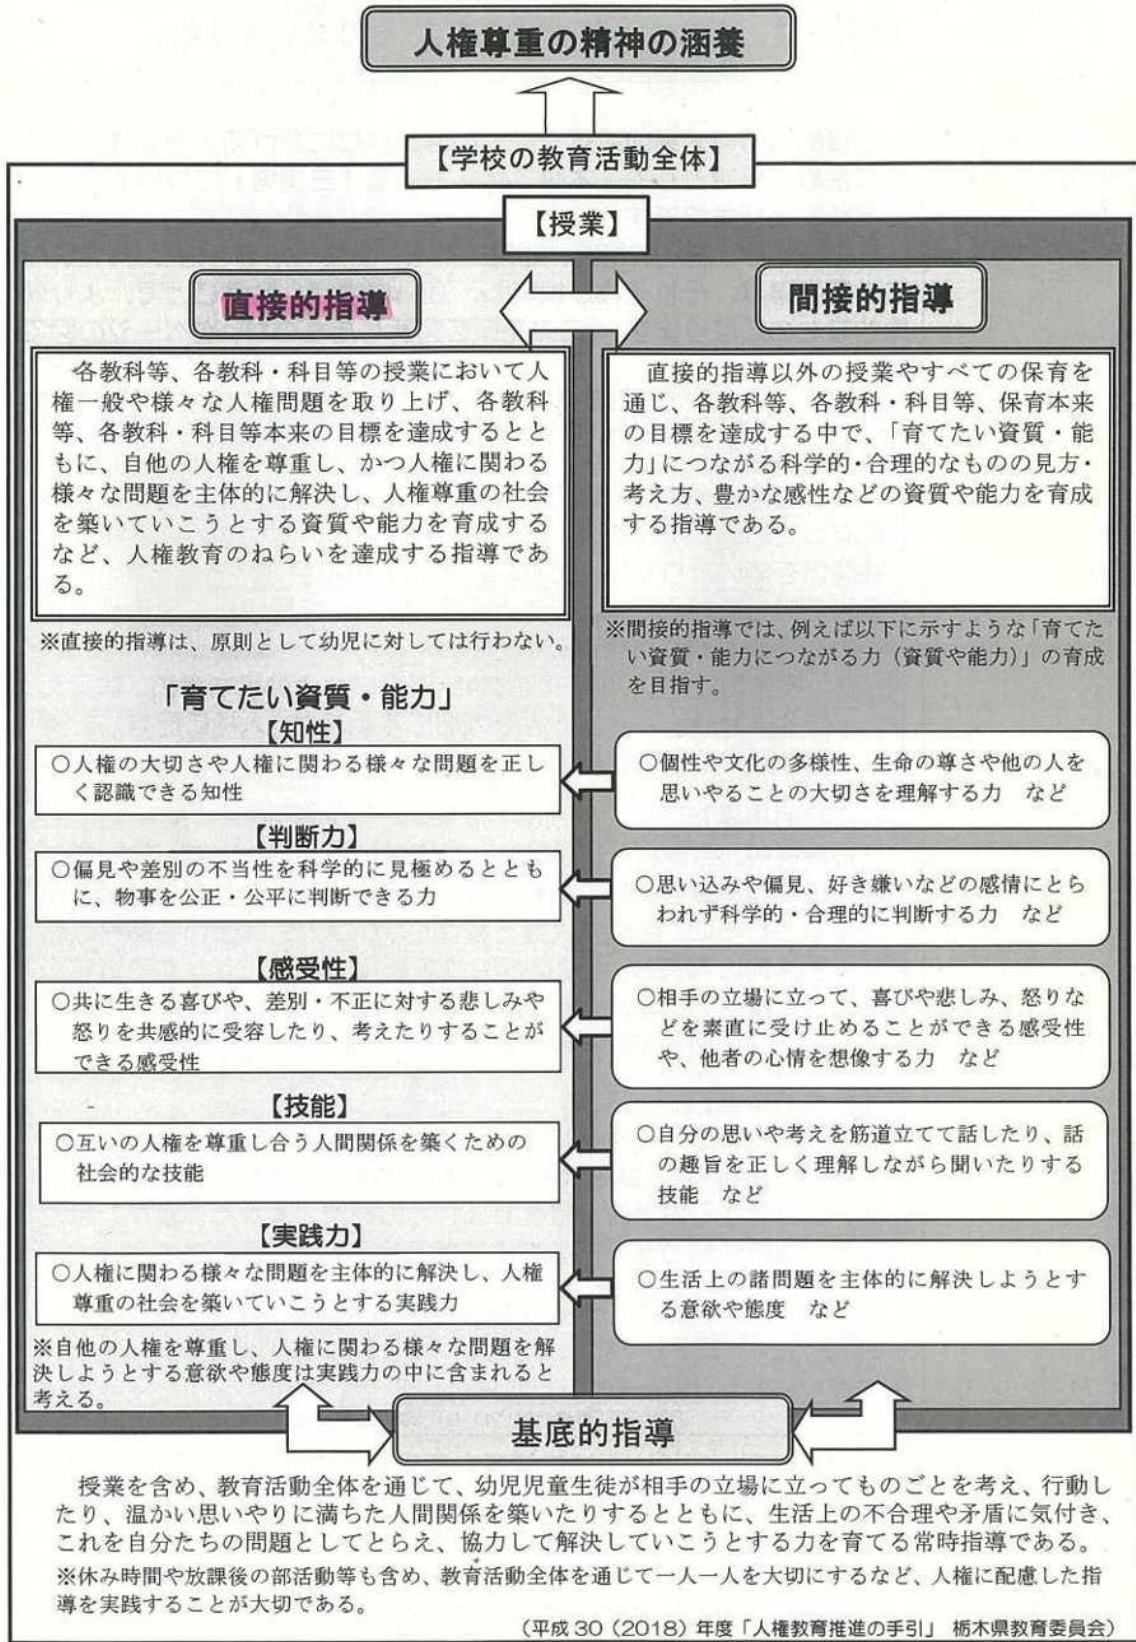 人権尊重の精神の涵養
【学校の教育活動全体】
【授業】
直接的指導
各教科等、各教科・科目等の授業において人
権一般や様々な人権問題を取り上げ、各教科
等、各教科・科目等本来の目標を達成するとと
もに、自他の人権を尊重し、かつ人権に関わる
様々な問題を主体的に解決し、人権尊重の社会
を築いていこうとする資質や能力を育成する
など、人権教育のねらいを達成する指導であ
る。
※直接的指導は、原則として幼児に対しては行わない。
間接的指導
直接的指導以外の授業やすべての保育を
通じ、各教科等、各教科・科目等、保育本来
の目標を達成する中で、「育てたい資質・能
力」につながる科学的・合理的なものの見方・
考え方、豊かな感性などの資質や能力を育成
する指導である。
※間接的指導では、例えば以下に示すような「育てた
い資質・能力につながる力（資質や能力）」の育成
を目指す。
「育てたい資質・能力」
【知性】
○人権の大切さや人権に関わる様々な問題を正し
く認識できる知性
○個性や文化の多様性、生命の尊さや他の人を
思いやることの大切さを理解する力　など
【判断力】
○偏見や差別の不当性を科学的に見極めるととも
に、物事を公正・公平に判断できる力
○思い込みや偏見、好き嫌いなどの感情にとら
われず科学的・合理的に判断する力　など
【感受性】
○共に生きる喜びや、差別・不正に対する悲しみや
怒りを共感的に受容したり、考えたりすることが
できる感受性
○相手の立場に立って、喜びや悲しみ、怒りな
どを素直に受け止めることができる感受性
や、他者の心情を想像する力　など
【技能】
○互いの人権を尊重し合う人間関係を築くための
社会的な技能
○自分の思いや考えを筋道立てて話したり、話
の趣旨を正しく理解しながら聞いたりする
技能　など
【実践力】
○人権に関わる様々な問題を主体的に解決し、人権
尊重の社会を築いていこうとする実践力
○生活上の諸問題を主体的に解決しようとす
る意欲や態度　など
※自他の人権を尊重し、人権に関わる様々な問題を解
決しようとする意欲や態度は実践力の中に含まれると
考える。
基底的指導
授業を含め、教育活動全体を通じて、幼児児童生徒が相手の立場に立ってものごとを考え、行動し
たり、温かい思いやりに満ちた人間関係を築いたりするとともに、生活上の不合理や矛盾に気付き、
これを自分たちの問題としてとらえ、協力して解決していこうとする力を育てる常時指導である。
※休み時間や放課後の部活動等も含め、教育活動全体を通じて一人一人を大切にするなど、人権に配慮した指
導を実践することが大切である。
（平成 30（2018）年度「人権教育推進の手引」 栃木県教育委員会）